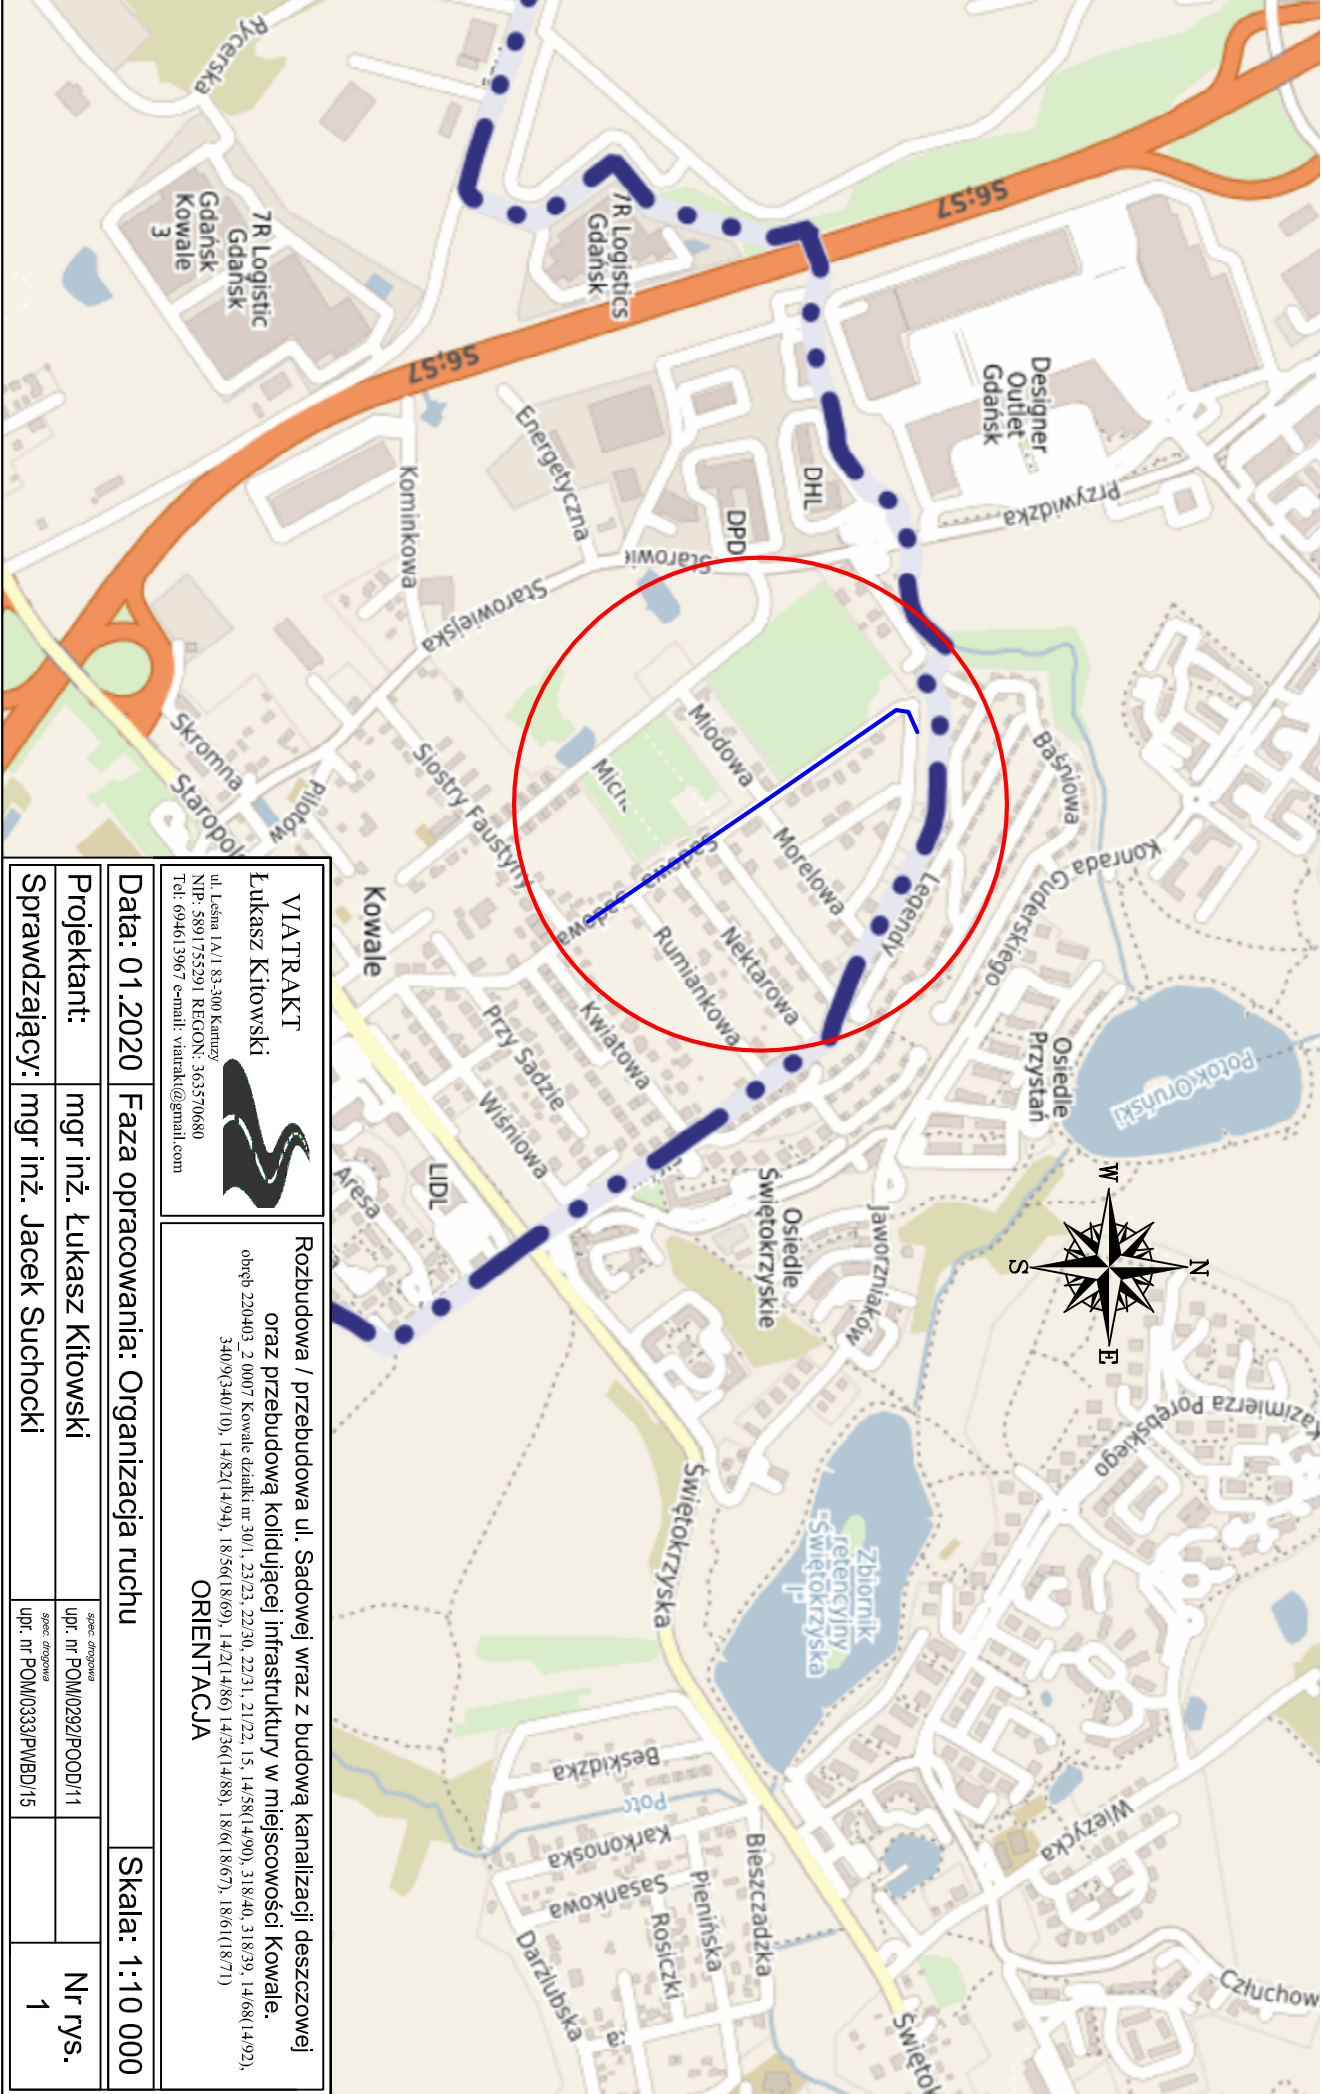 Rycerska
7R Logistic
Gdańsk
Gdańsk
Kowale
3
7R Logistics
Gdańsk
S6;S7
S6;S7
Designer
Outlet
Gdańsk
DHL
DPD
Przywidzka
Energetyczna
Kominkowa
Starowie
Starowiejska
Skromna
Staropol
Pilotów
Siostry Faustyny
Miodowa
Morelowa
Nektarowa
Rumiankowa
Kwiatowa
Przy Sadzie
Wiśniowa
Kowale
Legendy
Baśniowa
Konrada Guderskiego
Osiedle
Przystań
Potok Oruński
LIDL
Aresa
Osiedle
Świętokrzyskie
Jaworzniaków
W
N
S
E
Kazimierza Porębskiego
Zbiornik
retencyjny
"Świętokrzyska
I"
Świętokrzyska
Beskidzka
Poto
Karkonoska
Sasankowa
Rosiczki
Pienińska
Bieszczadzka
Darżlubska
Wieżycka
Człuchow
Świętok
VIATRAKT
Łukasz Kitowski
ul. Leśna 1A/1 83-300 Kartuzy
NIP: 5891755291 REGON: 363570680
Tel: 694613967 e-mail: viatrakt@gmail.com
Rozbudowa / przebudowa ul. Sadowej wraz z budową kanalizacji deszczowej
oraz przebudową kolidującej infrastruktury w miejscowości Kowale.
obręb 220403_2 0007 Kowale działki nr 30/1, 23/23, 22/30, 22/31, 21/22, 15, 14/58(14/90), 318/40, 318/39, 14/68(14/92),
340/9(340/10), 14/82(14/94), 18/56(18/69), 14/2(14/86) 14/36(14/88), 18/6(18/67), 18/61(18/71)
ORIENTACJA
Data: 01.2020
Faza opracowania: Organizacja ruchu
Skala: 1:10 000
Projektant:
mgr inż. Łukasz Kitowski
spec. drogowa
upr. nr POM/0292/POOD/11
Nr rys.
1
Sprawdzający:
mgr inż. Jacek Suchocki
spec. drogowa
upr. nr POM/0333/PWBD/15